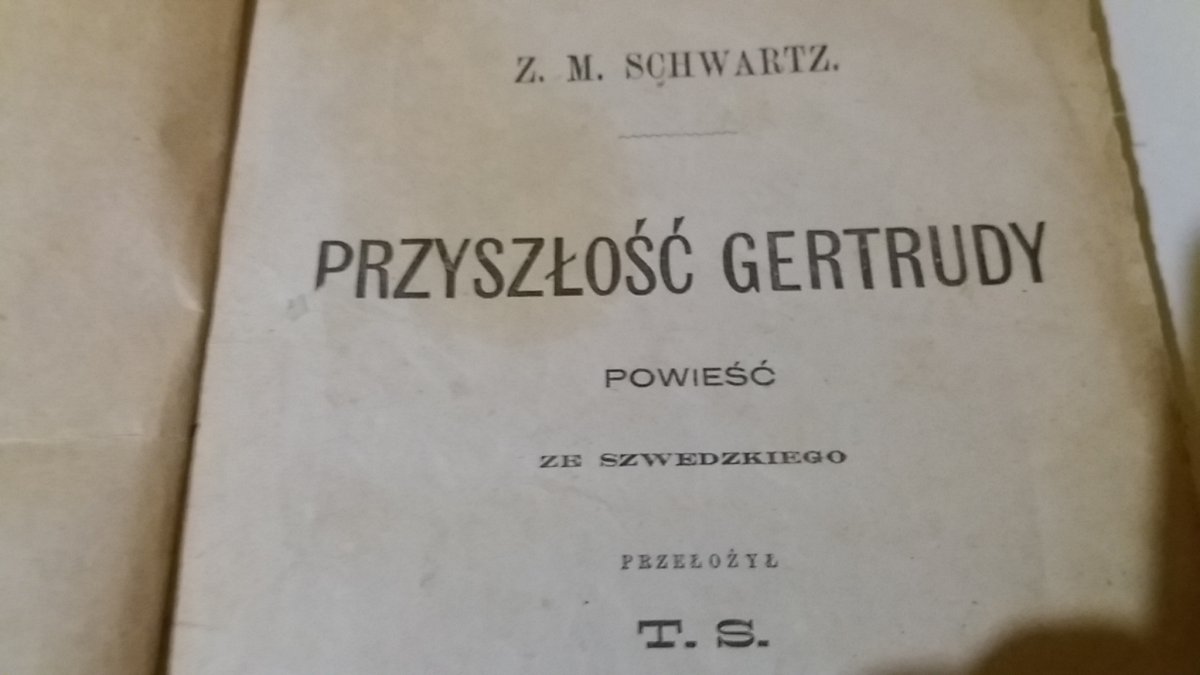 Z. M. SCHWARTZ.
PRZYSZŁOŚĆ GERTRUDY
POWIEŚĆ
ZE SZWEDZKIEGO
PRZEŁOŻYŁ
T. S.